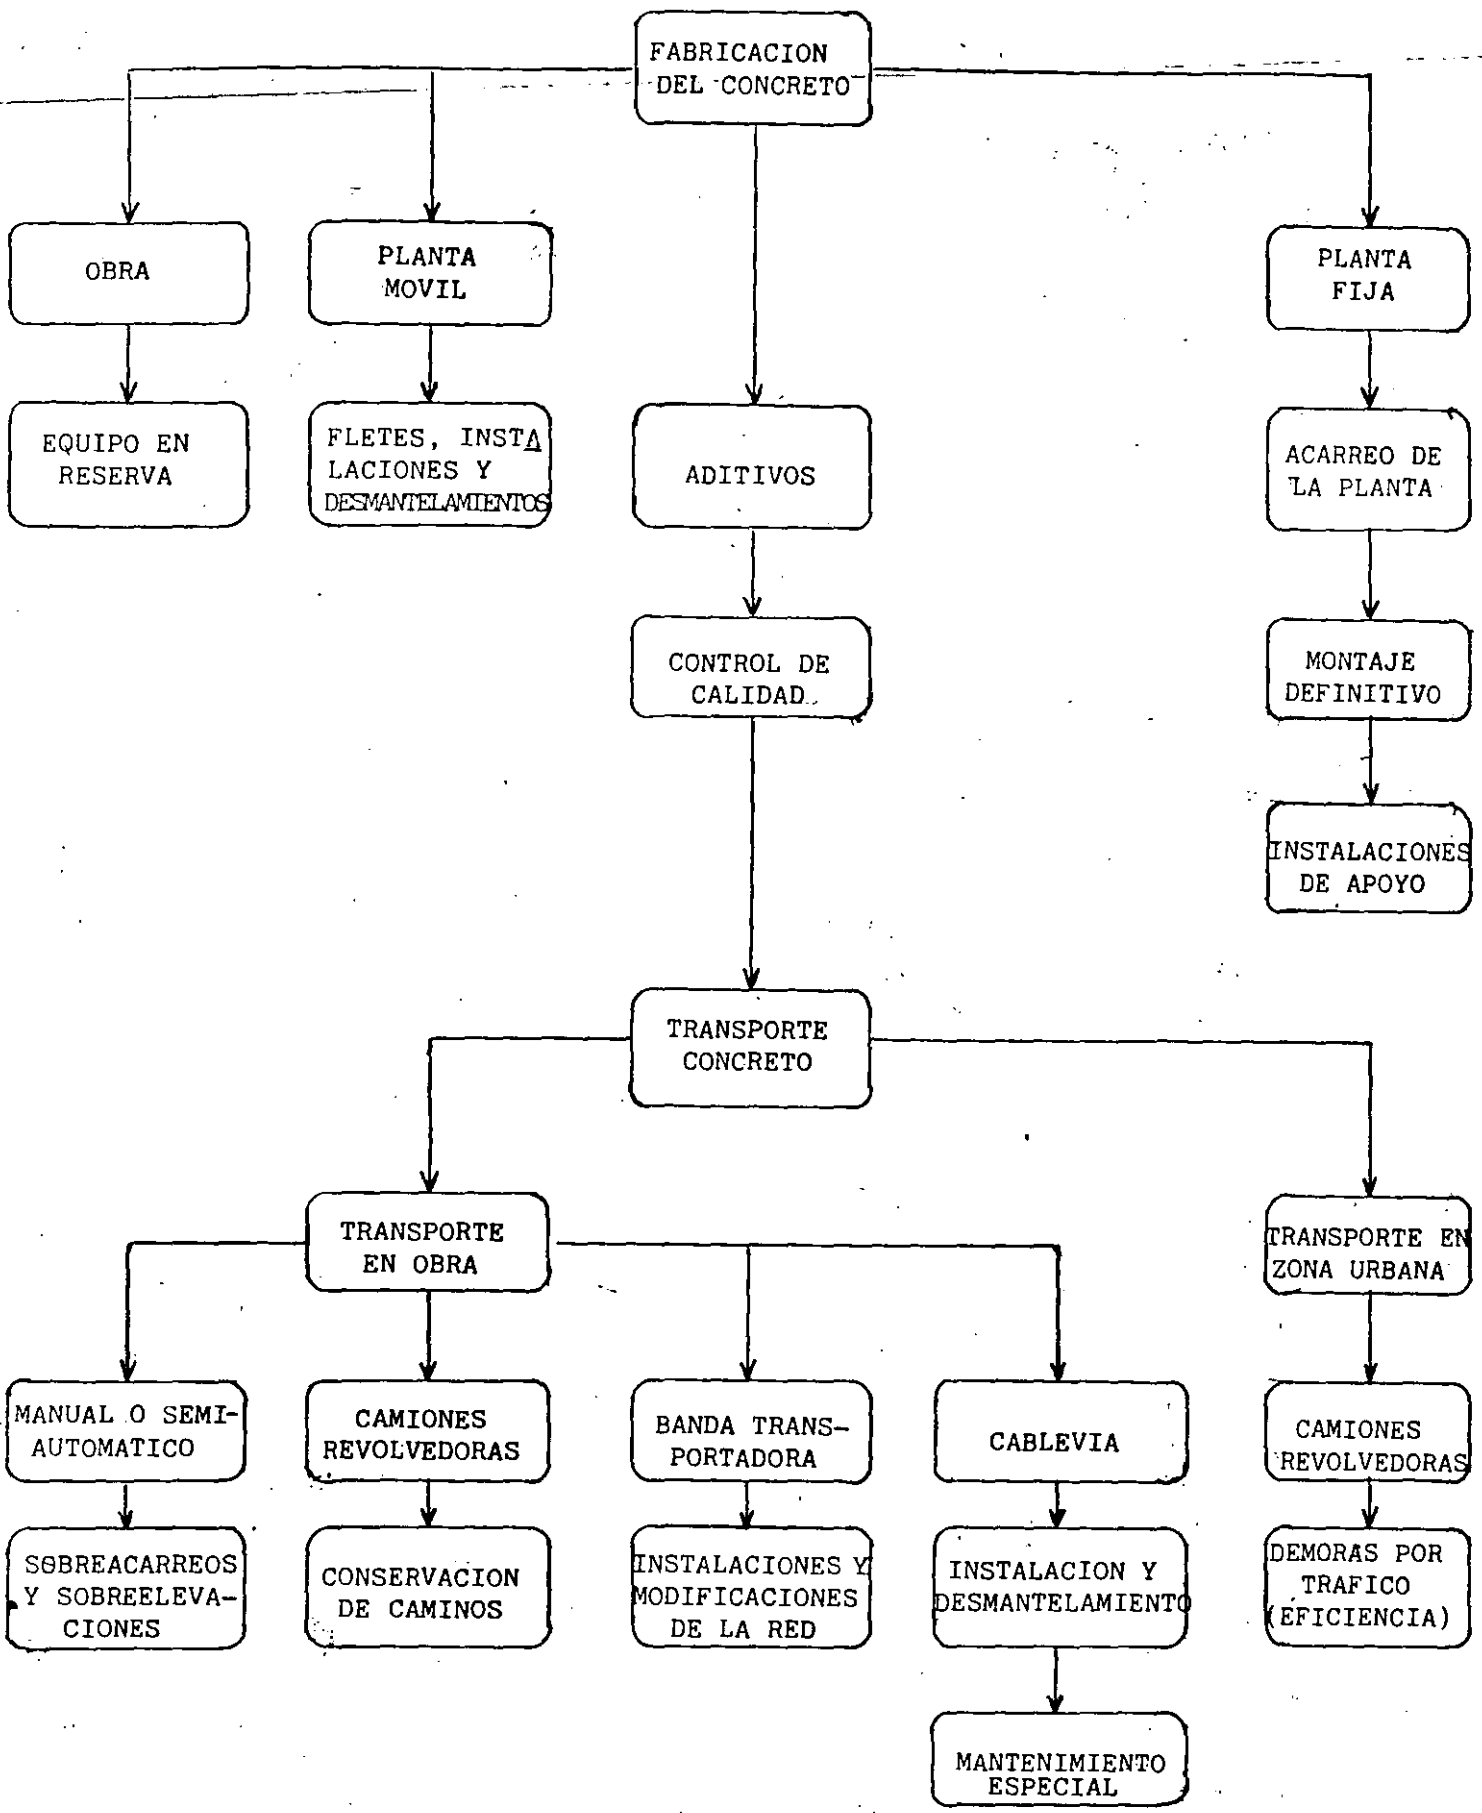 FABRICACION
DEL CONCRETO
OBRA
PLANTA
MOVIL
PLANTA
FIJA
EQUIPO EN
RESERVA
FLETES, INSTA
LACIONES Y
DESMANTELAMIENTOS
ADITIVOS
ACARREO DE
LA PLANTA
CONTROL DE
CALIDAD
MONTAJE
DEFINITIVO
INSTALACIONES
DE APOYO
TRANSPORTE
CONCRETO
TRANSPORTE
EN OBRA
TRANSPORTE EN
ZONA URBANA
MANUAL O SEMI-
AUTOMATICO
CAMIONES
REVOLVEDORAS
BANDA TRANS-
PORTADORA
CABLEVIA
CAMIONES
REVOLVEDORAS
SOBREACARREOS
Y SOBREELEVA-
CIONES
CONSERVACION
DE CAMINOS
INSTALACIONES Y
MODIFICACIONES
DE LA RED
INSTALACION Y
DESMANTELAMIENTO
DEMORAS POR
TRAFICO
(EFICIENCIA)
MANTENIMIENTO
ESPECIAL